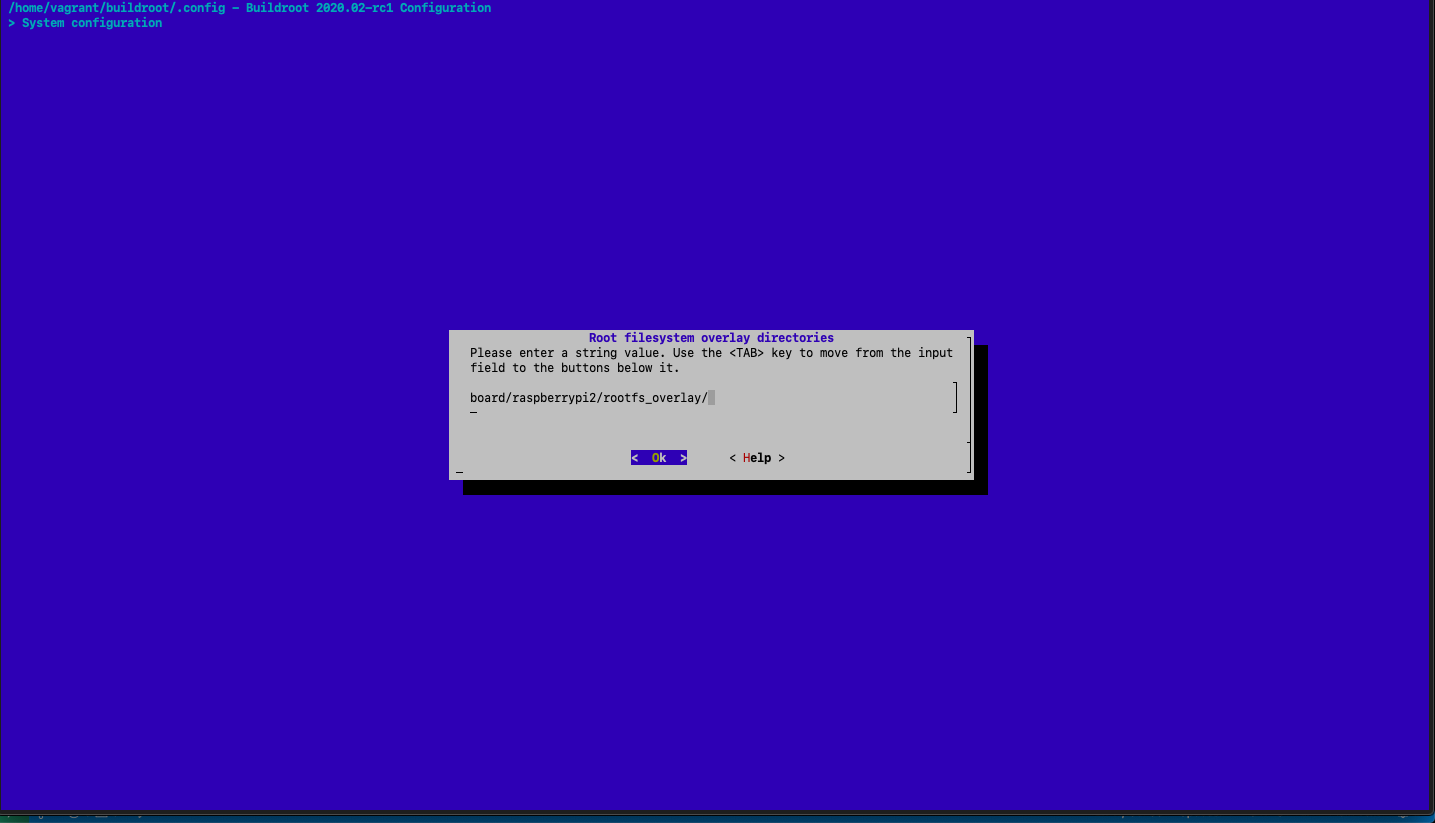 /home/vagrant/buildroot/.config - Buildroot 2020.02-rc1 Configuration
> System configuration
Root filesystem overlay directories
Please enter a string value. Use the <TAB> key to move from the input
field to the buttons below it.
board/raspberrypi2/rootfs_overlay/
< Ok > < Help >